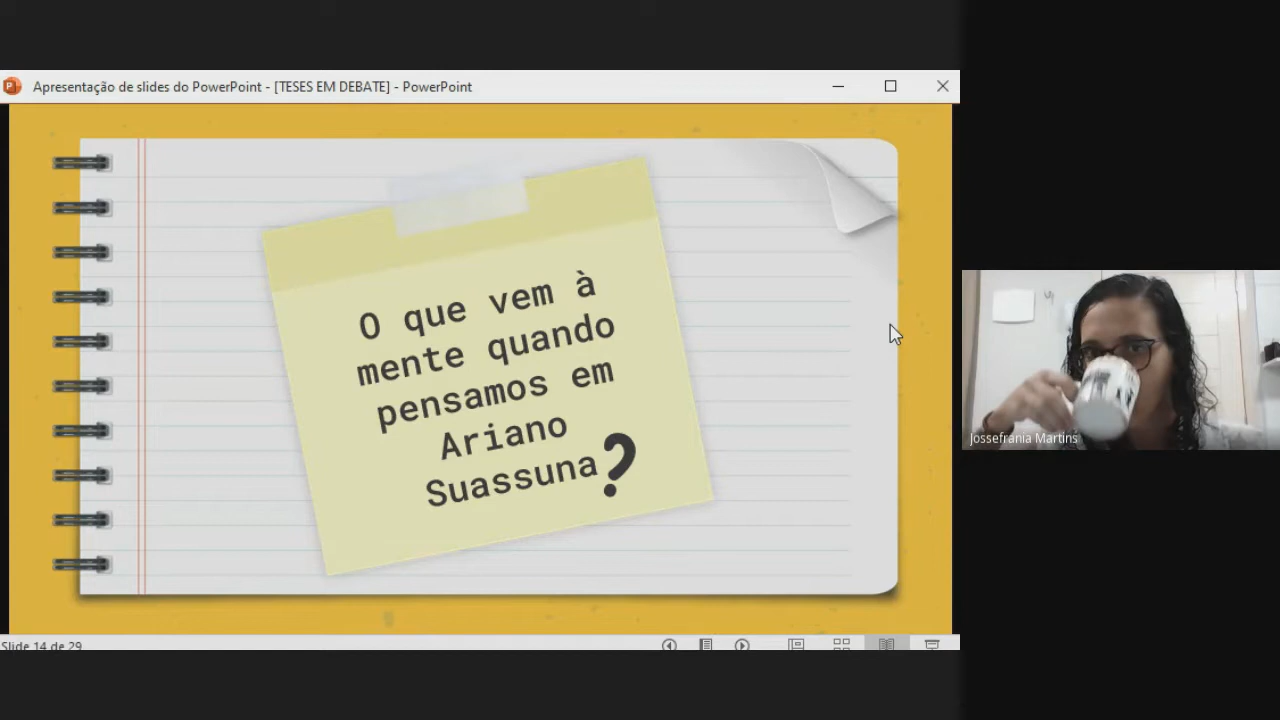 Apresentação de slides do PowerPoint - [TESES EM DEBATE] - PowerPoint
O que vem à
mente quando
pensamos em
Ariano
Suassuna?
Jossefrania Martins
Slide 14 de 29